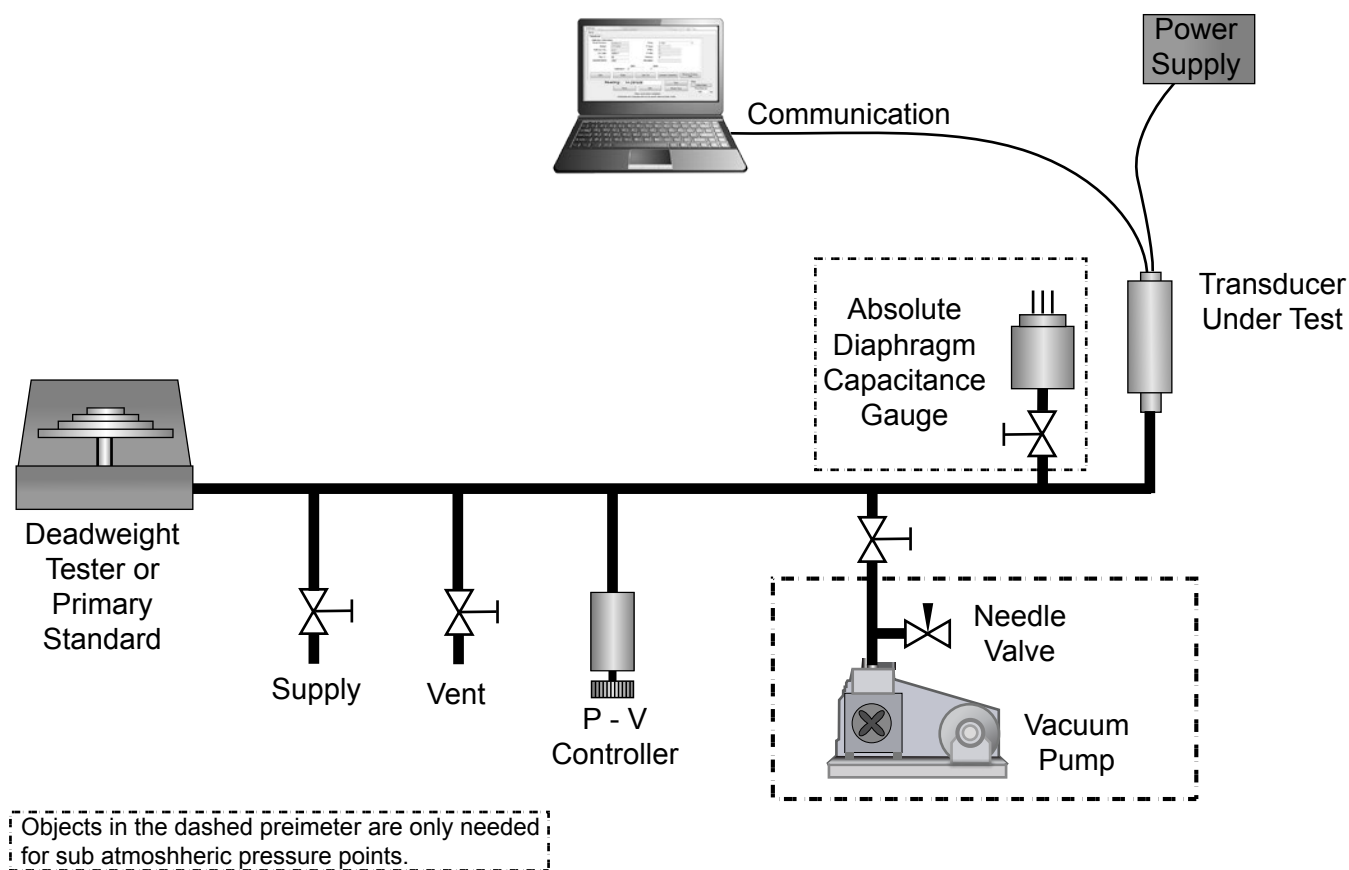 Power
Supply
Communication
Absolute
Diaphragm
Capacitance
Gauge
Transducer
Under Test
Deadweight
Tester or
Primary
Standard
Supply
Vent
P - V
Controller
Needle
Valve
Vacuum
Pump
Objects in the dashed preimeter are only needed
for sub atmoshheric pressure points.